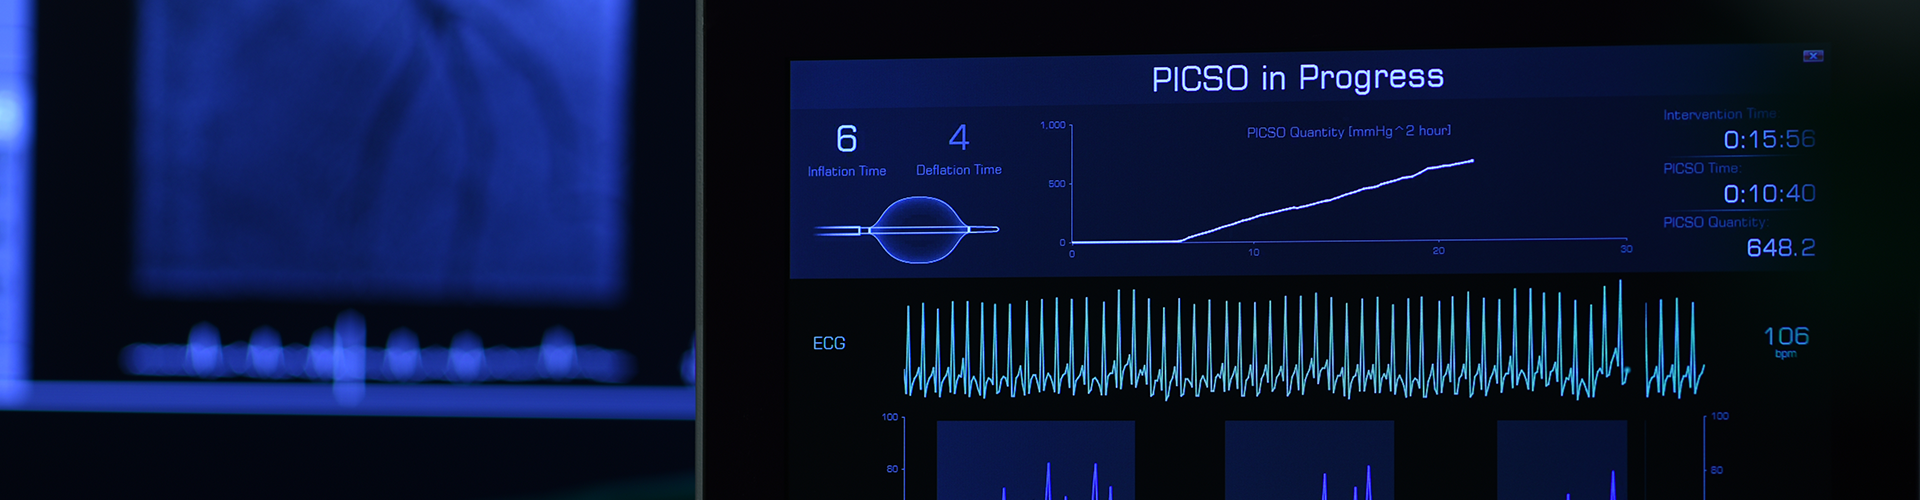 PICSO in Progress
6
Inflation Time
4
Deflation Time
PICSO Quantity [mmHg^2 hour]
1,000
500
0
0
10
20
30
Intervention Time:
0:15:56
PICSO Time:
0:10:40
PICSO Quantity:
648.2
ECG
106
bpm
100
80
100
80